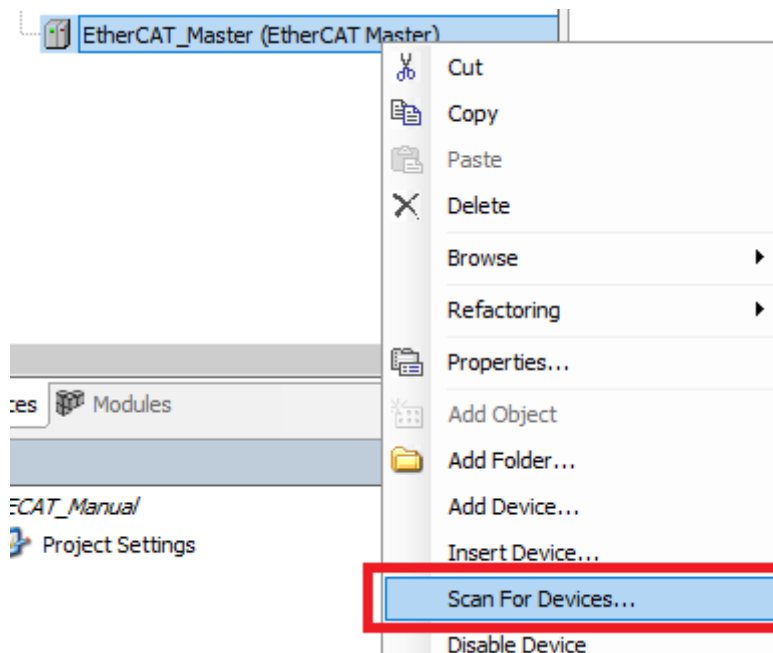 EtherCAT_Master (EtherCAT Master)
Cut
Copy
Paste
Delete
Browse
Refactoring
Properties...
Modules
Add Object
Add Folder...
ECAT_Manual
Add Device...
Project Settings
Insert Device...
Scan For Devices...
Disable Device